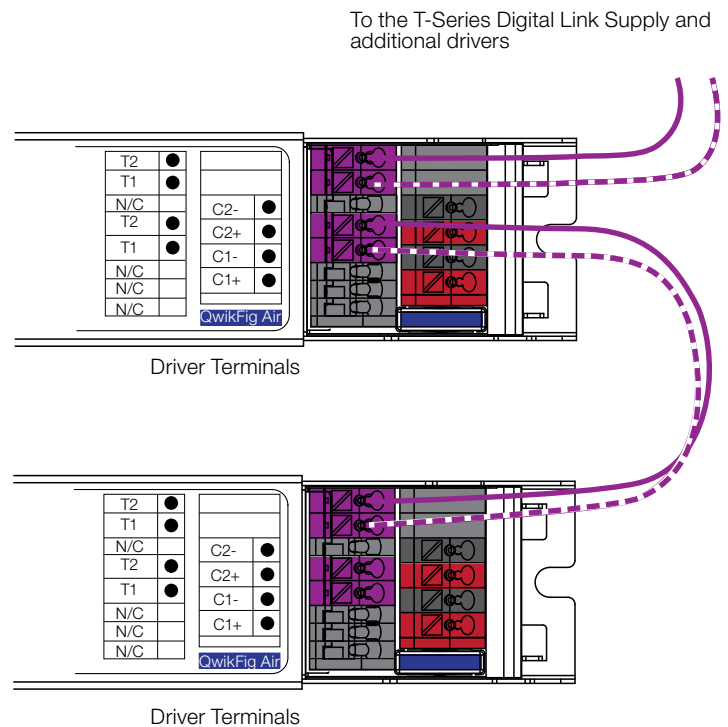 To the T-Series Digital Link Supply and
additional drivers
T2
T1
N/C
T2
T1
N/C
N/C
N/C
C2-
C2+
C1-
C1+
QwikFig Air
Driver Terminals
T2
T1
N/C
T2
T1
N/C
N/C
N/C
C2-
C2+
C1-
C1+
QwikFig Air
Driver Terminals